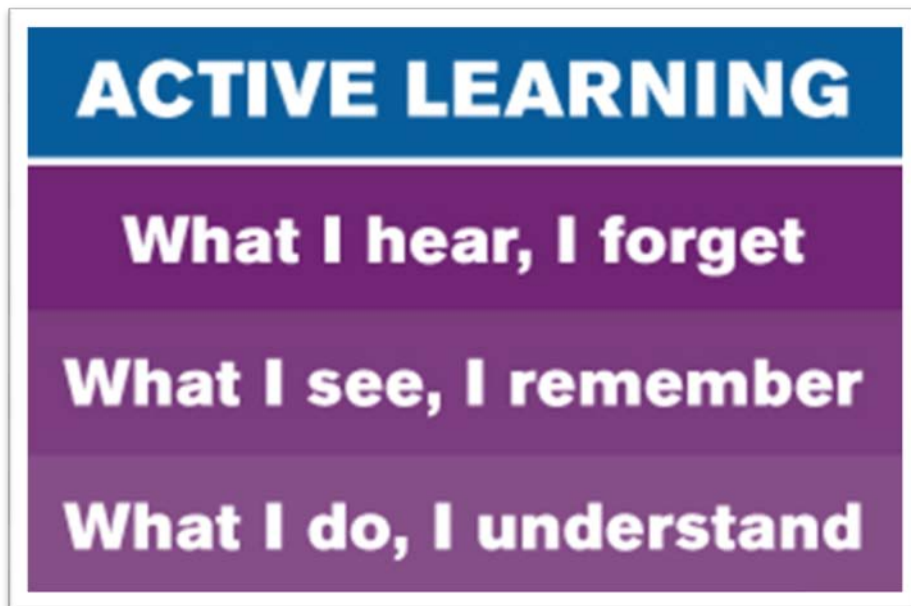 ACTIVE LEARNING
What I hear, I forget
What I see, I remember
What I do, I understand